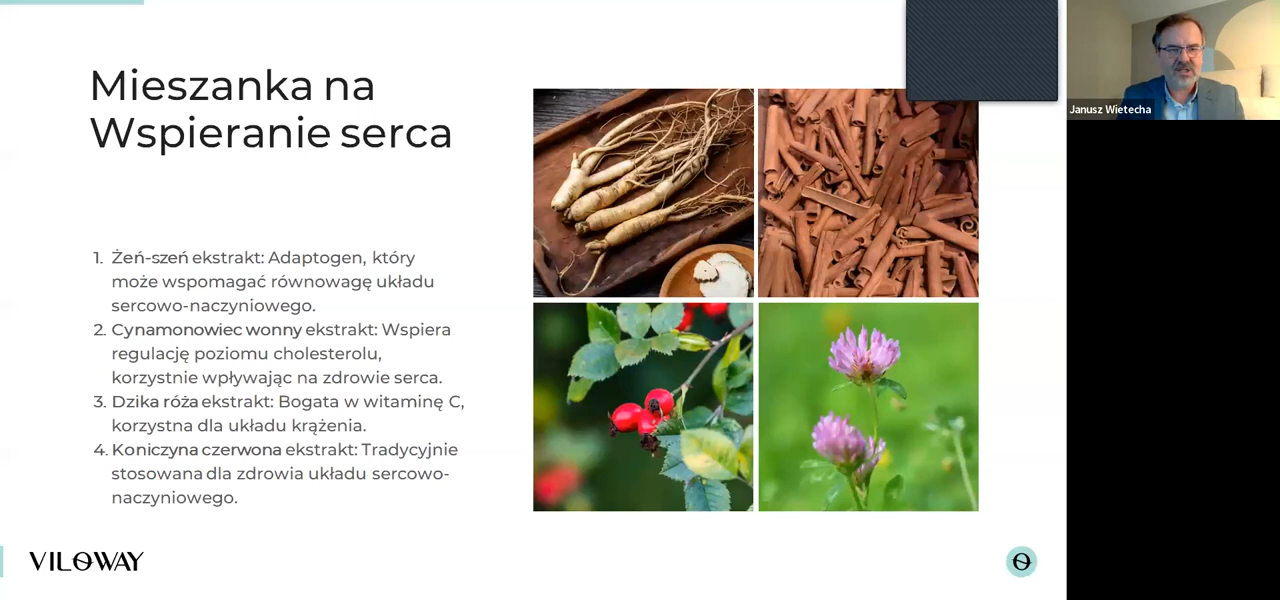 Mieszanka na
Wspieranie serca
1. Żeń-szeń ekstrakt: Adaptogen, który
może wspomagać równowagę układu
sercowo-naczyniowego.
2. Cynamonowiec wonny ekstrakt: Wspiera
regulację poziomu cholesterolu,
korzystnie wpływając na zdrowie serca.
3. Dzika róża ekstrakt: Bogata w witaminę C,
korzystna dla układu krążenia.
4. Koniczyna czerwona ekstrakt: Tradycyjnie
stosowana dla zdrowia układu sercowo-
naczyniowego.
VILOWAY
Janusz Wietecha